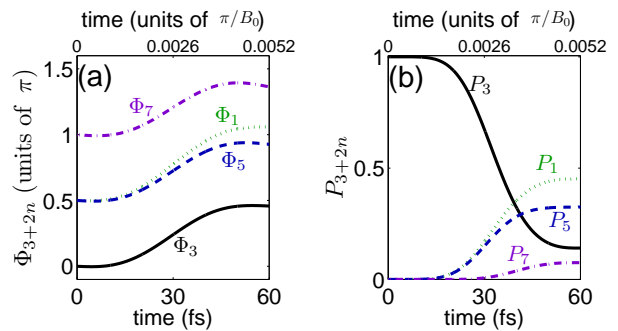 time (units of π/B₀)
0 0.0026 0.0052
(a)
1.5
1
0.5
0
Φ₃₊₂ₙ (units of π)
Φ₇
Φ₁
Φ₅
Φ₃
0 30 60
time (fs)
time (units of π/B₀)
0 0.0026 0.0052
(b)
1
0.5
0
P₃₊₂ₙ
P₃
P₁
P₅
P₇
0 30 60
time (fs)